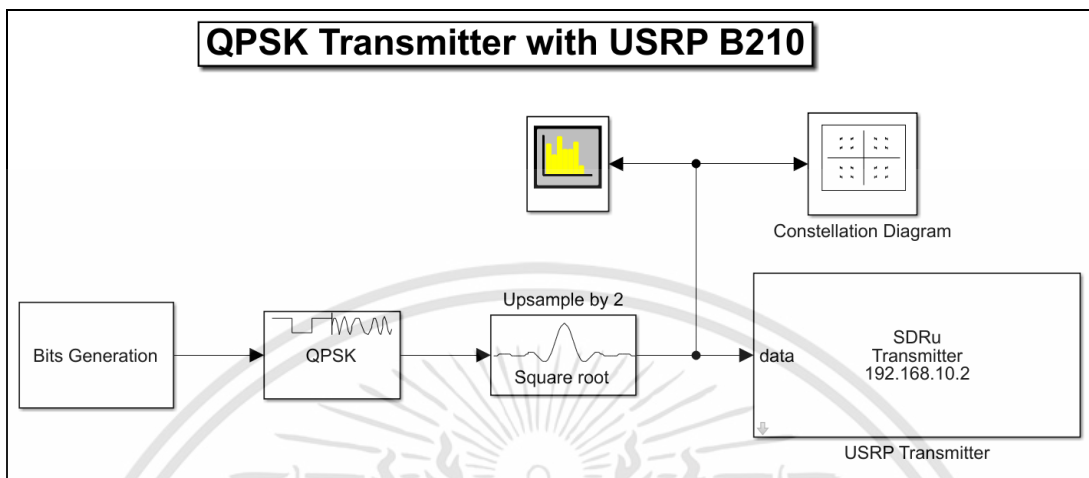 QPSK Transmitter with USRP B210
Constellation Diagram
Bits Generation
QPSK
Upsample by 2
Square root
data
SDRu
Transmitter
192.168.10.2
USRP Transmitter